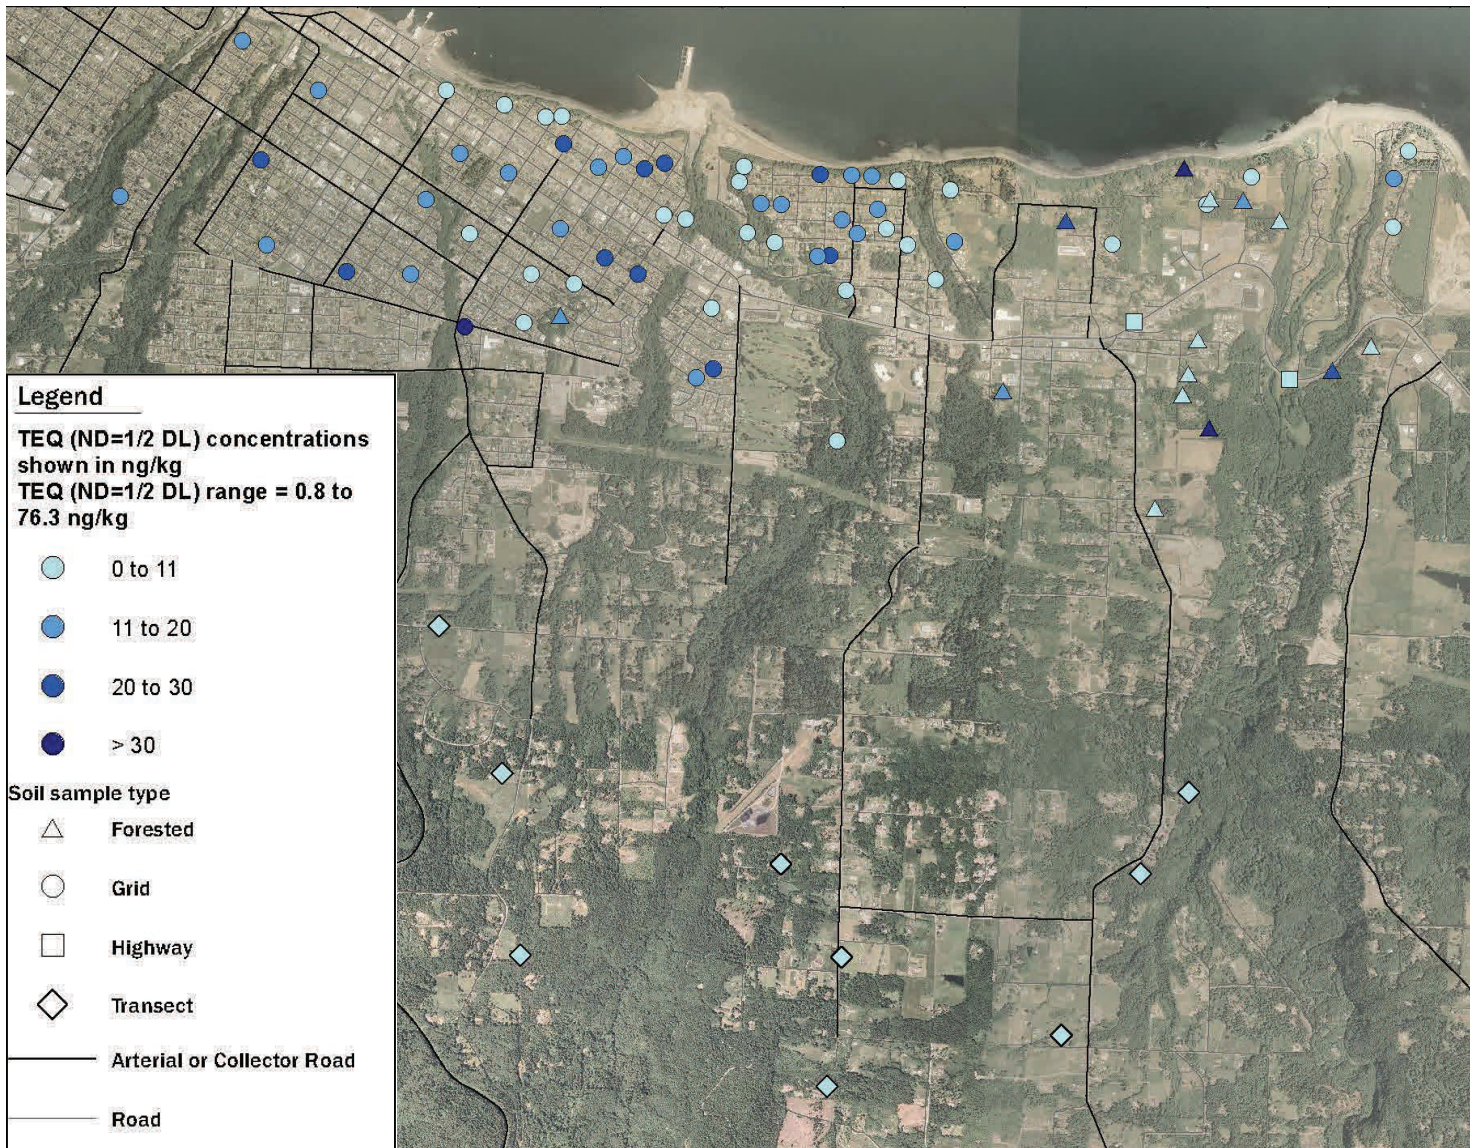 Legend
TEQ (ND=1/2 DL) concentrations
shown in ng/kg
TEQ (ND=1/2 DL) range = 0.8 to
76.3 ng/kg
0 to 11
11 to 20
20 to 30
> 30
Soil sample type
Forested
Grid
Highway
Transect
Arterial or Collector Road
Road